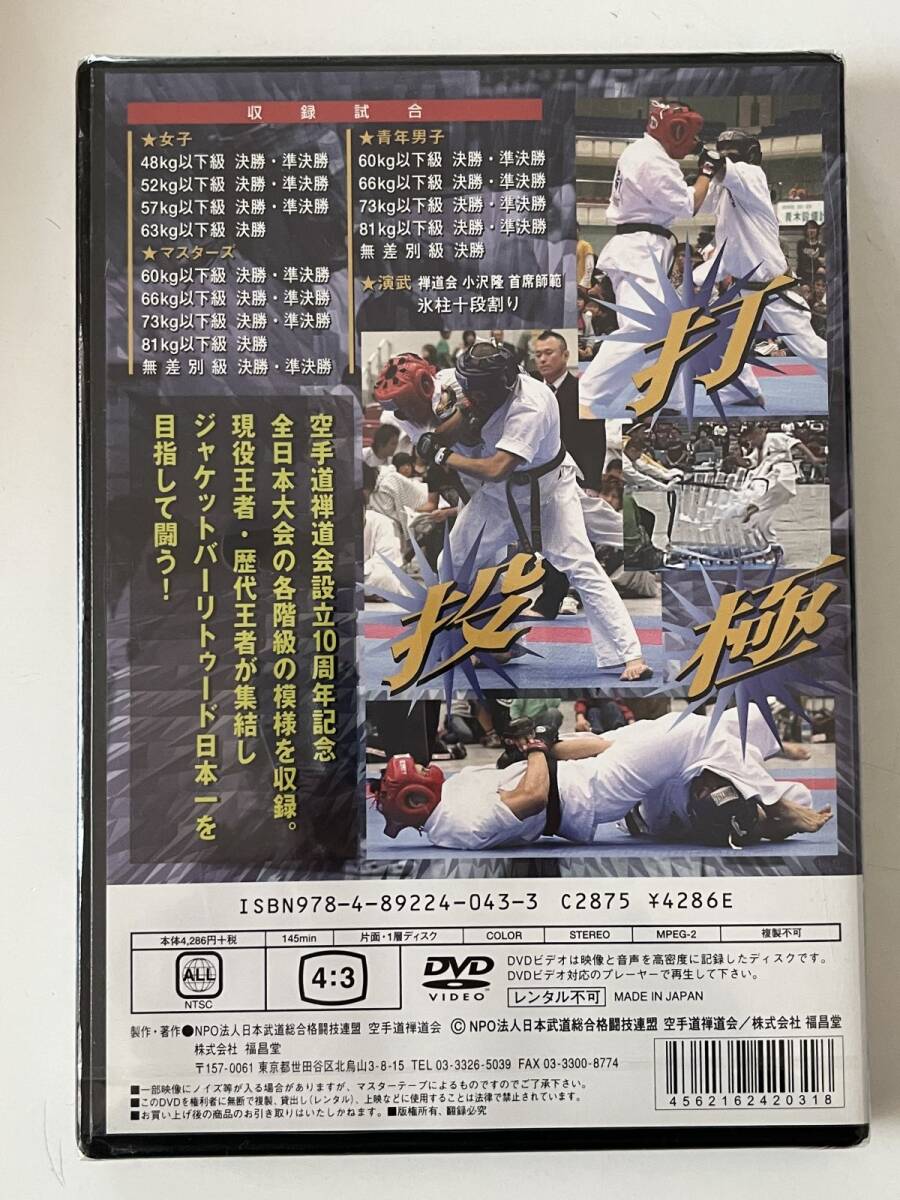 収録試合
★女子
48kg以下級 決勝・準決勝
52kg以下級 決勝・準決勝
57kg以下級 決勝・準決勝
63kg以下級 決勝
★マスターズ
60kg以下級 決勝・準決勝
66kg以下級 決勝・準決勝
73kg以下級 決勝・準決勝
81kg以下級 決勝
無差別級 決勝・準決勝
★青年男子
60kg以下級 決勝・準決勝
66kg以下級 決勝・準決勝
73kg以下級 決勝・準決勝
81kg以下級 決勝・準決勝
無差別級 決勝
★演武 禅道会 小沢隆 首席師範
氷柱十段割り
打
投
極
空手道禅道会設立10周年記念
全日本大会の各階級の模様を収録。
現役王者・歴代王者が集結し
ジャケットバーリトゥード日本一を
目指して闘う!
ISBN978-4-89224-043-3 C2875 ¥4286E
本体4,286円+税
145min
片面・1層ディスク
COLOR
STEREO
MPEG-2
複製不可
ALL
NTSC
4:3
DVD
VIDEO
DVDビデオは映像と音声を高密度に記録したディスクです。
DVDビデオ対応のプレーヤーで再生して下さい。
レンタル不可 MADE IN JAPAN
製作・著作●NPO法人日本武道総合格闘技連盟 空手道禅道会 ©NPO法人日本武道総合格闘技連盟 空手道禅道会/株式会社 福昌堂
株式会社 福昌堂
〒157-0061 東京都世田谷区北烏山3-8-15 TEL 03-3326-5039 FAX 03-3300-8774
■一部映像にノイズ等が入る場合がありますが、マスターテープによるものですのでご了承下さい。
■このDVDを権利者に無断で複製、貸出し(レンタル)、上映などに使用することは法律で禁止されています。
■お買い上げ後の商品のお引き取りはいたしかねます。■版権所有、翻録必究
4562162420318